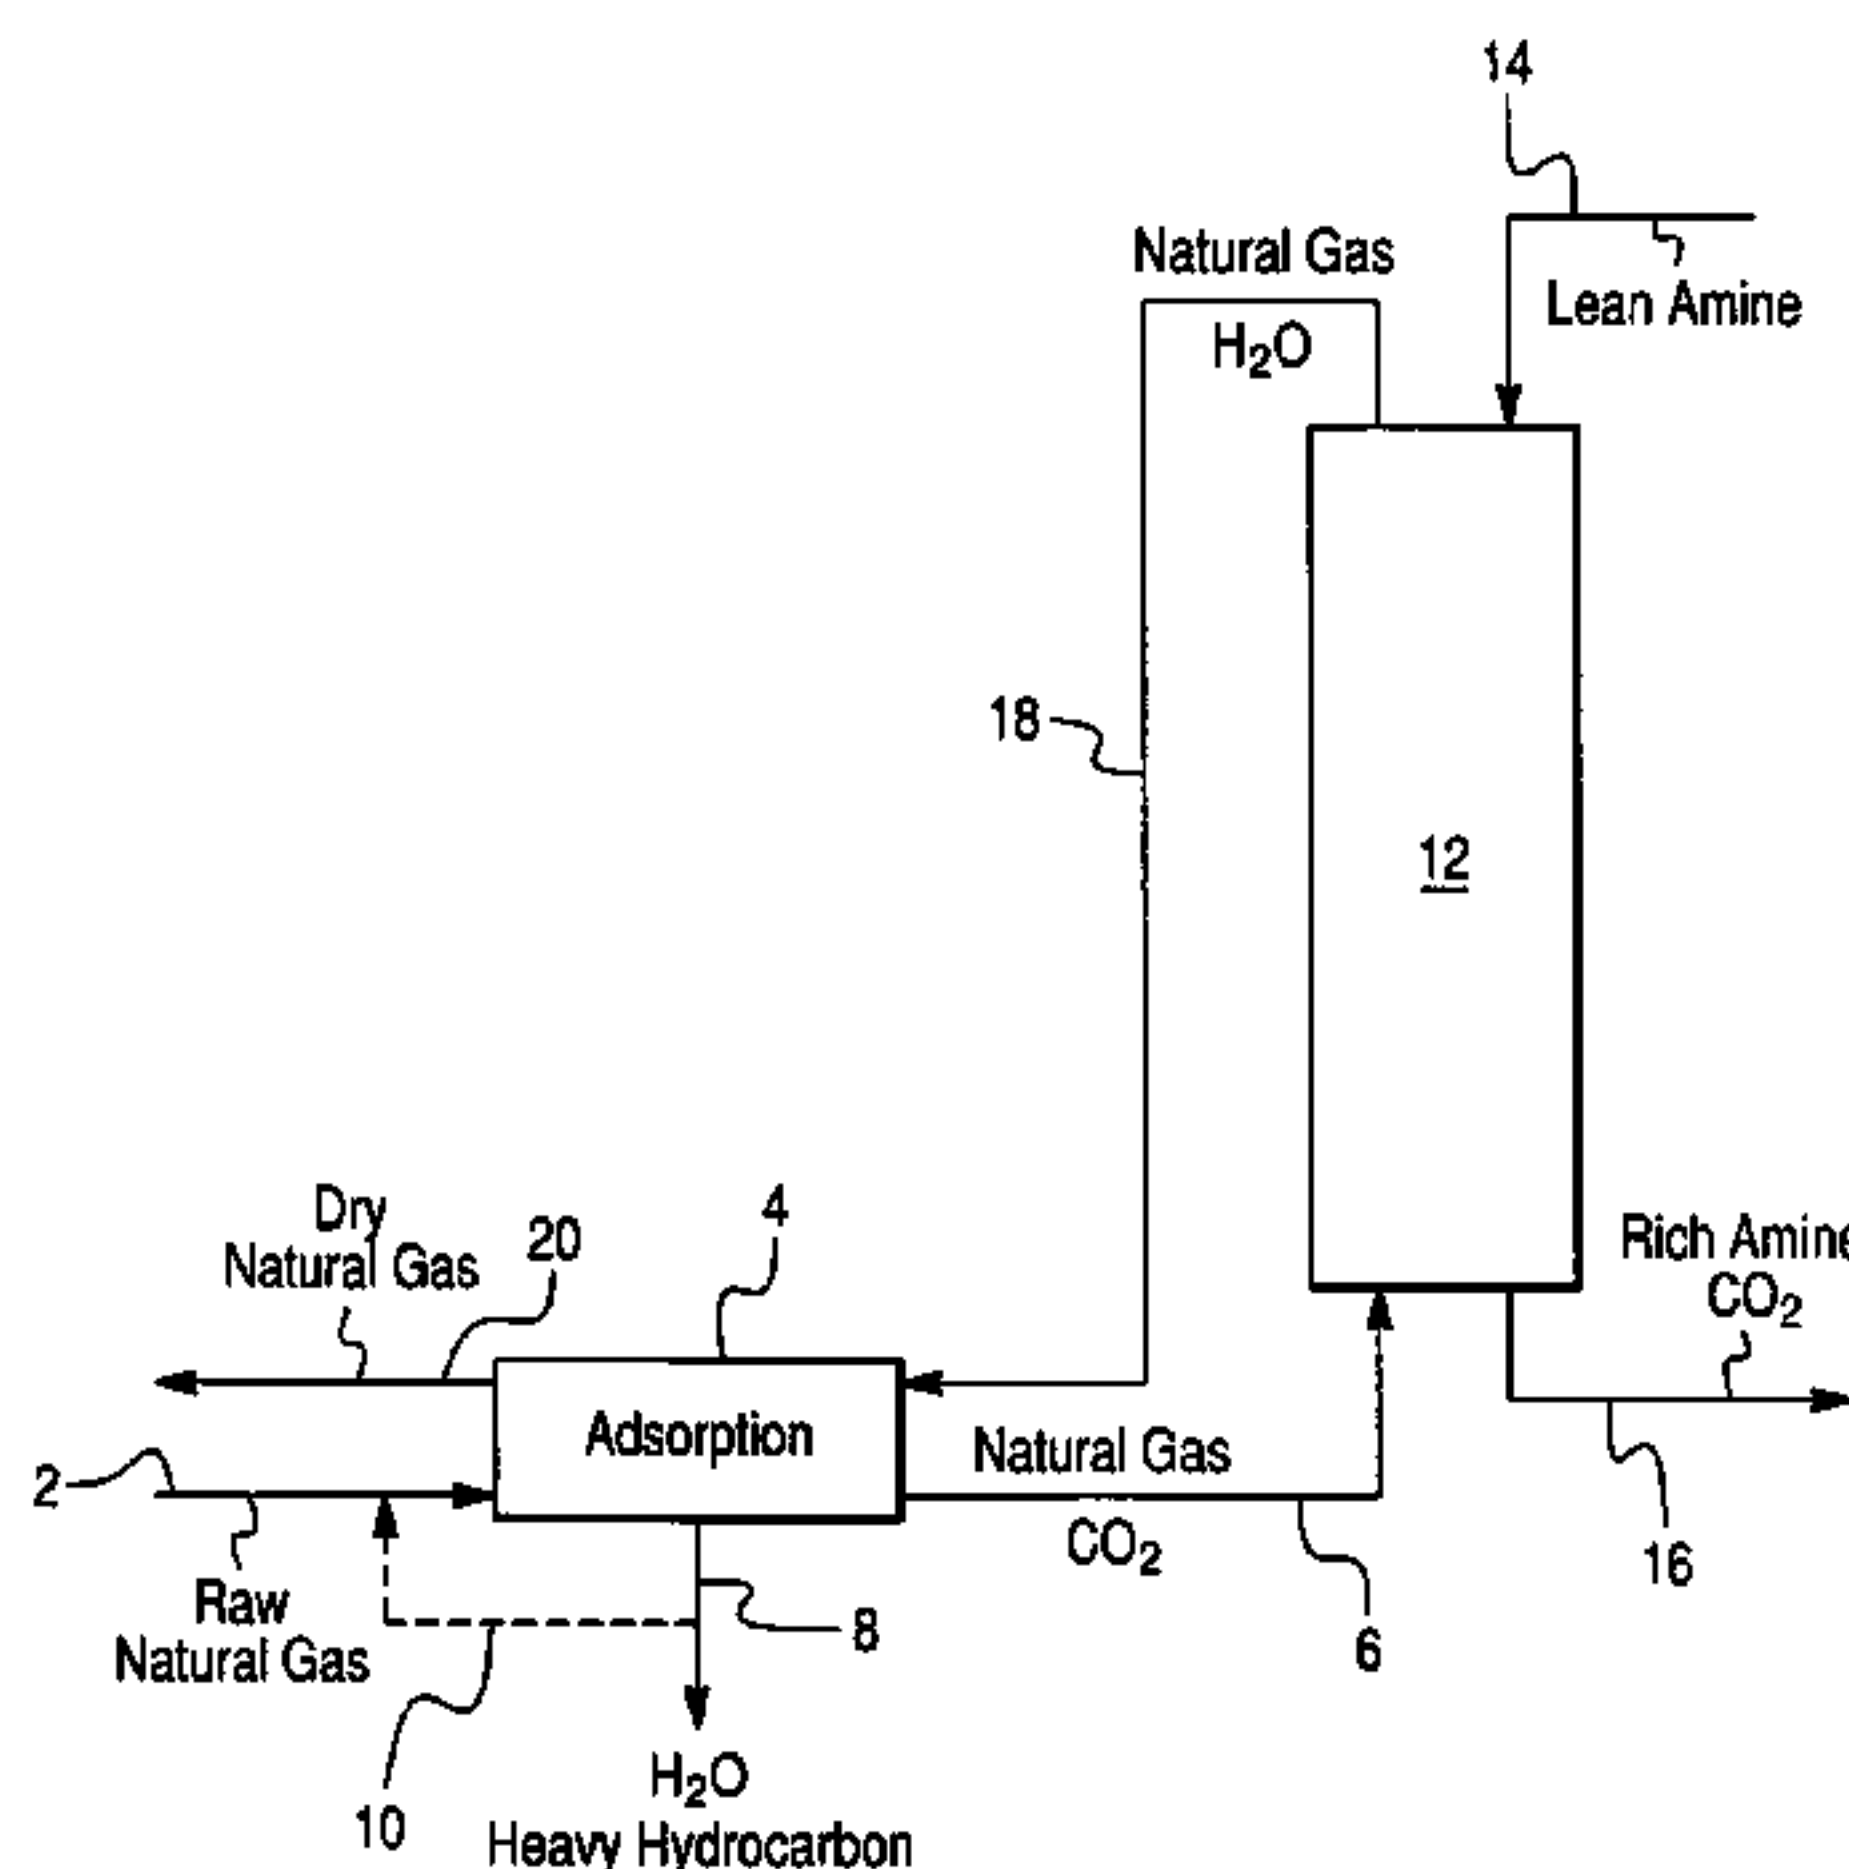 14
Natural Gas
H₂O
Lean Amine
18
12
Dry
Natural Gas
20
4
Rich Amine
CO₂
Adsorption
Natural Gas
CO₂
2
Raw
Natural Gas
8
6
16
10
H₂O
Heavy Hydrocarbon